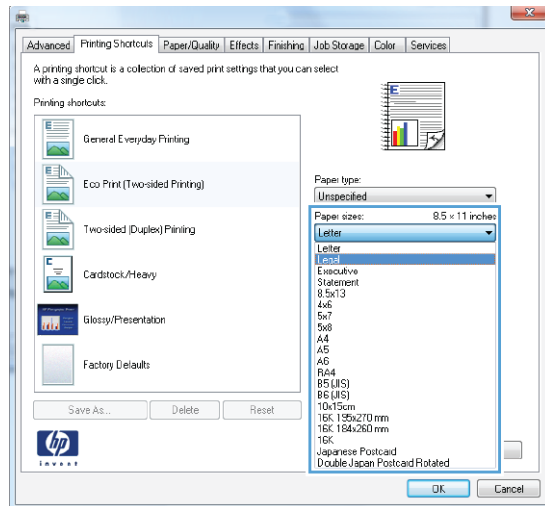 Advanced Printing Shortcuts Paper/Quality Effects Finishing Job Storage Color Services
A printing shortcut is a collection of saved print settings that you can select
with a single click.
Printing shortcuts:
General Everyday Printing
Eco Print (Two-sided Printing)
Two-sided (Duplex) Printing
Cardstock/Heavy
Glossy/Presentation
Factory Defaults
Save As... Delete Reset
hp
invent
Paper type:
Unspecified
Paper sizes: 8.5 × 11 inches
Letter
Letter
Legal
Executive
Statement
8.5x13
4x6
5x7
5x8
A4
A5
A6
RA4
B5 (JIS)
B6 (JIS)
10x15cm
16K 195x270 mm
16K 184x260 mm
16K
Japanese Postcard
Double Japan Postcard Rotated
OK Cancel